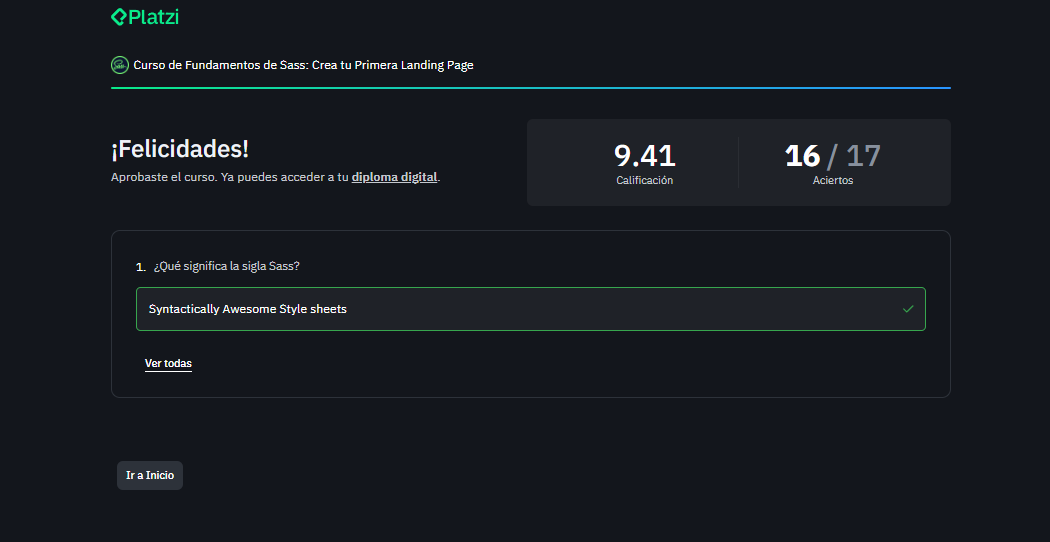 Platzi
Curso de Fundamentos de Sass: Crea tu Primera Landing Page
¡Felicidades!
Aprobaste el curso. Ya puedes acceder a tu diploma digital.
9.41
Calificación
16 / 17
Aciertos
1. ¿Qué significa la sigla Sass?
Syntactically Awesome Style sheets
Ver todas
Ir a Inicio